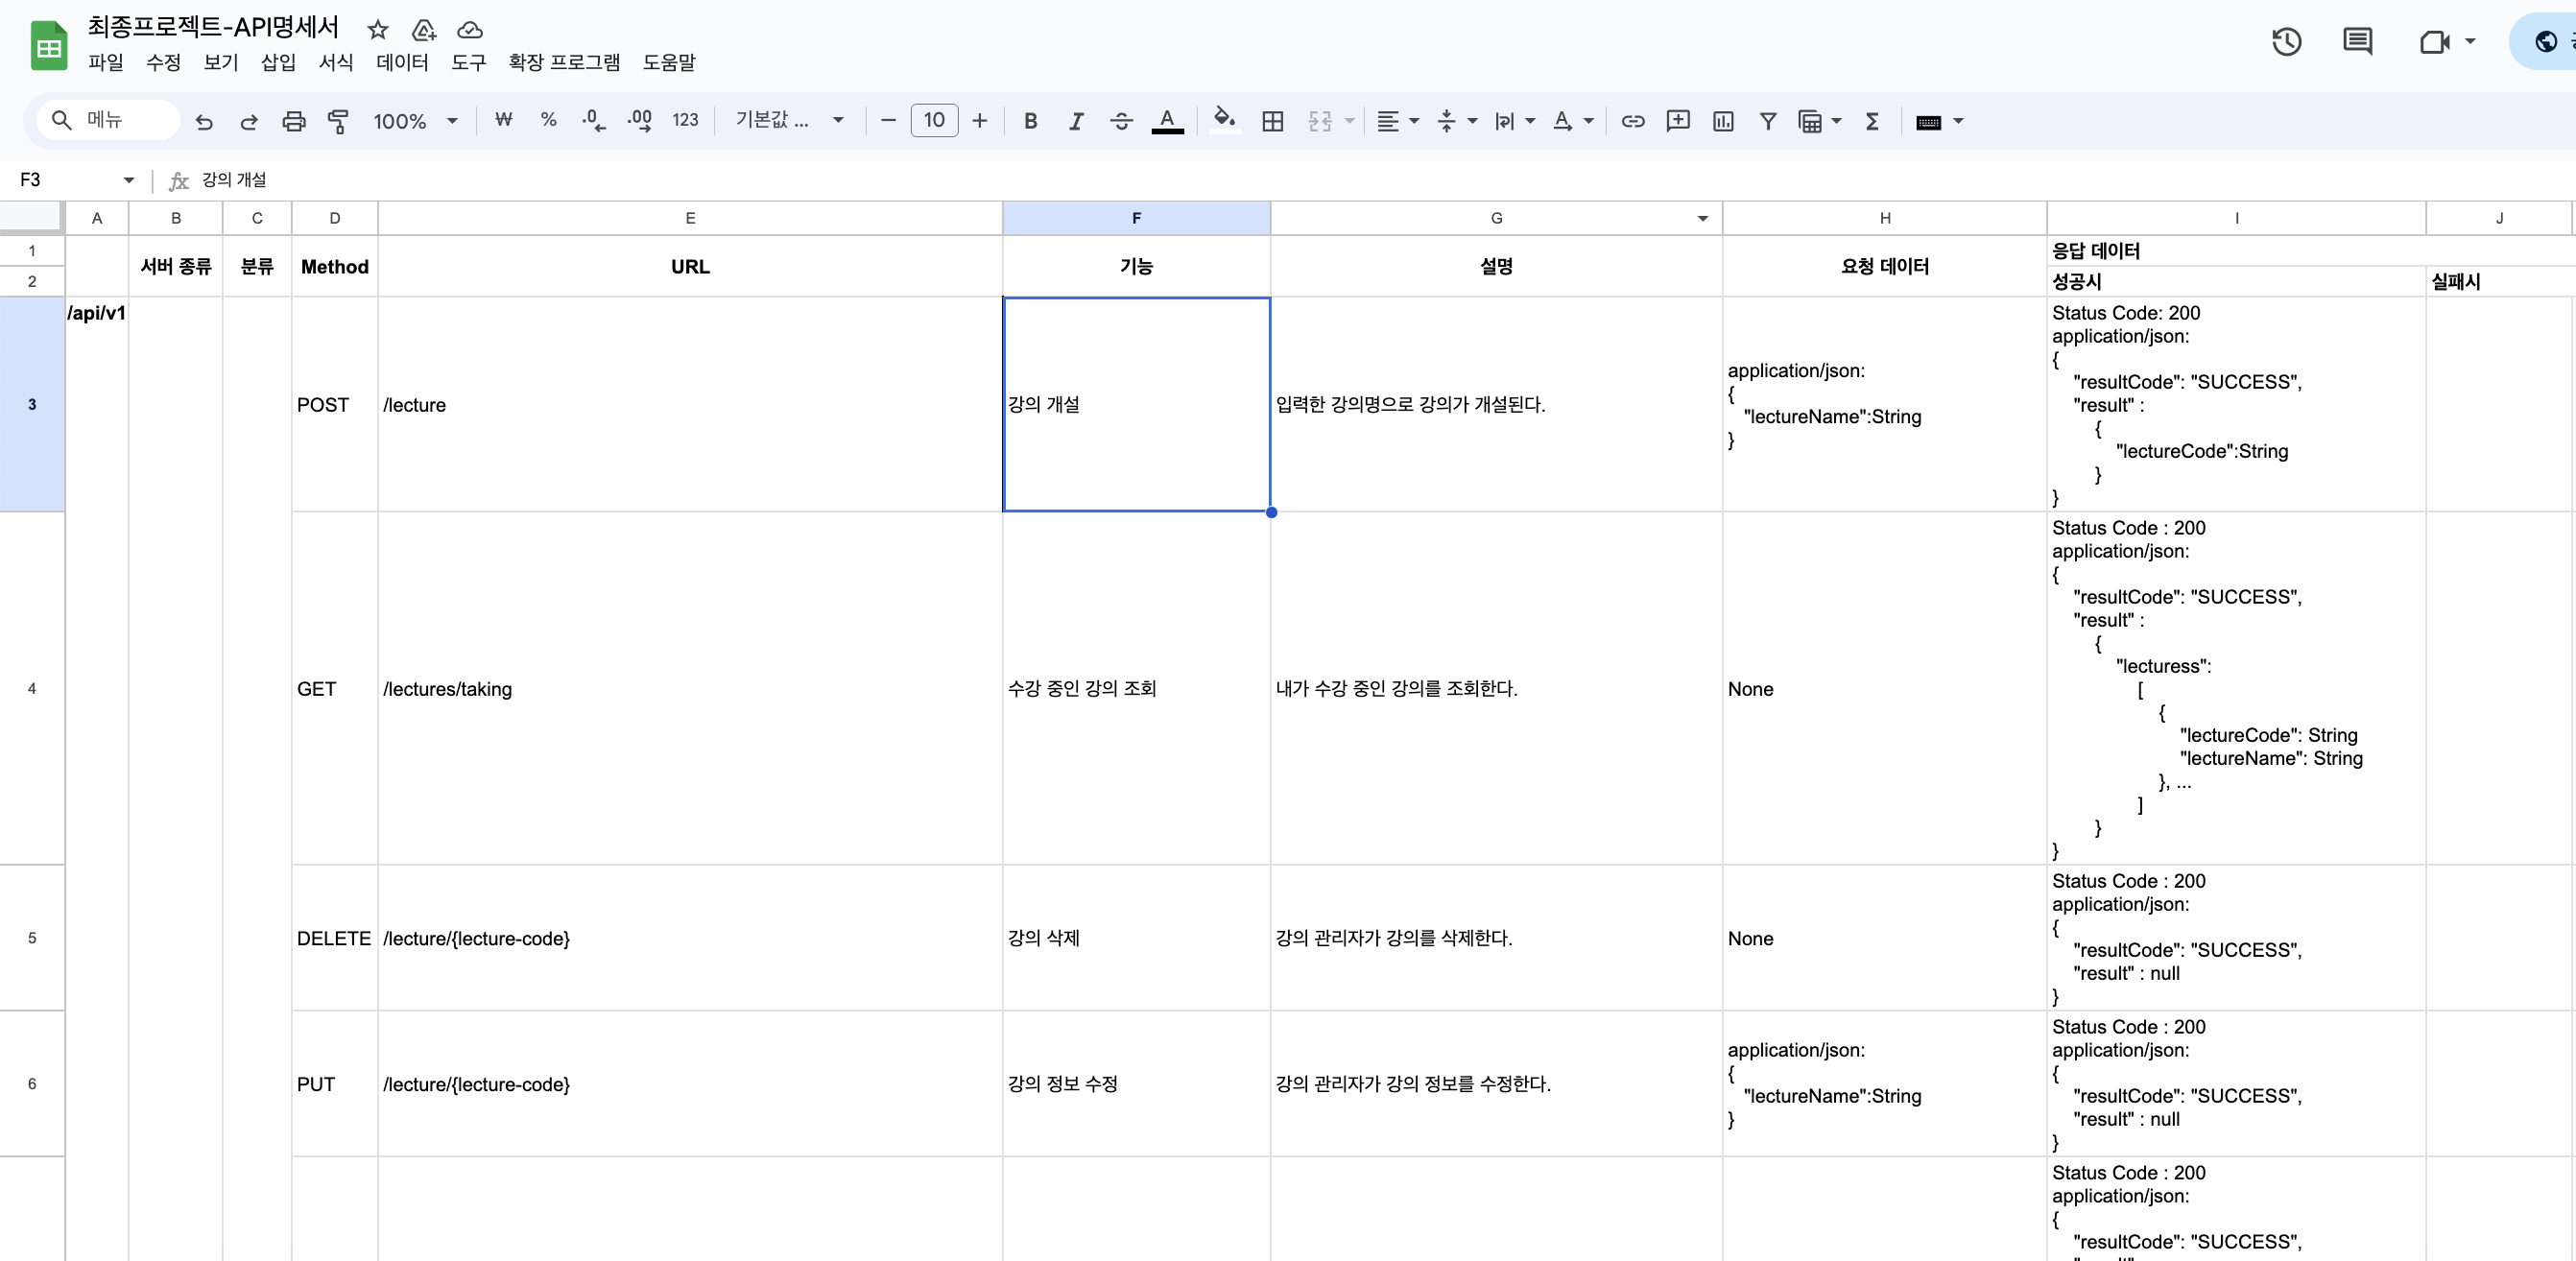 최종프로젝트-API명세서
파일 수정 보기 삽입 서식 데이터 도구 확장 프로그램 도움말
메뉴 100% ₩ % .0 .00 123 기본값 ... 10 B I A A Σ
F3 fx 강의 개설
A B C D E F G H I J
1
2
서버 종류 분류 Method URL 기능 설명 요청 데이터
응답 데이터
성공시 실패시
/api/v1
3
POST /lecture 강의 개설 입력한 강의명으로 강의가 개설된다.
application/json:
{
"lectureName":String
}
Status Code: 200
application/json:
{
"resultCode": "SUCCESS",
"result" :
{
"lectureCode":String
}
}
4
GET /lectures/taking 수강 중인 강의 조회 내가 수강 중인 강의를 조회한다. None
Status Code : 200
application/json:
{
"resultCode": "SUCCESS",
"result" :
{
"lecturess":
[
{
"lectureCode": String
"lectureName": String
}, ...
]
}
}
5
DELETE /lecture/{lecture-code} 강의 삭제 강의 관리자가 강의를 삭제한다. None
Status Code : 200
application/json:
{
"resultCode": "SUCCESS",
"result" : null
}
6
PUT /lecture/{lecture-code} 강의 정보 수정 강의 관리자가 강의 정보를 수정한다.
application/json:
{
"lectureName":String
}
Status Code : 200
application/json:
{
"resultCode": "SUCCESS",
"result" : null
}
Status Code : 200
application/json:
{
"resultCode": "SUCCESS",